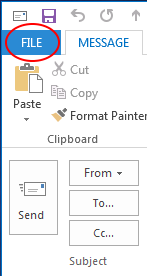 FILE MESSAGE
Cut
Copy
Paste
Format Painter
Clipboard
From
Send
To...
Cc...
Subject